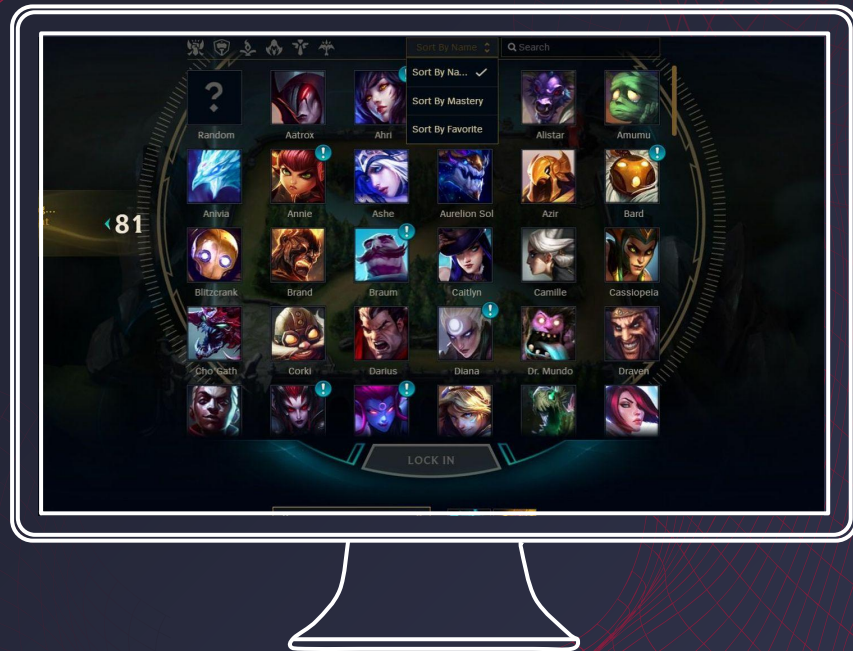 Sort By Name
Search
Sort By Na...
Sort By Mastery
Sort By Favorite
?
Random
Aatrox
Ahri
Alistar
Amumu
!
!
Anivia
Annie
Ashe
Aurelion Sol
Azir
Bard
81
!
Blitzcrank
Brand
Braum
Caitlyn
Camille
Cassiopeia
!
Cho'Gath
Corki
Darius
Diana
Dr. Mundo
Draven
!
!
LOCK IN